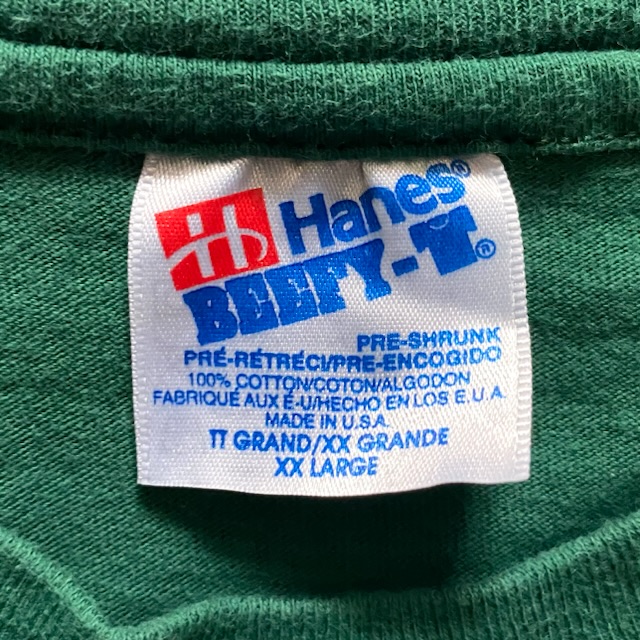 Hanes®
BEEFY-T®
PRE-SHRUNK
PRÉ-RÉTRÉCI/PRE-ENCOGIDO
100% COTTON/COTON/ALGODON
FABRIQUÉ AUX É-U/HECHO EN LOS E.U.A.
MADE IN U.S.A.
TT GRAND/XX GRANDE
XX LARGE